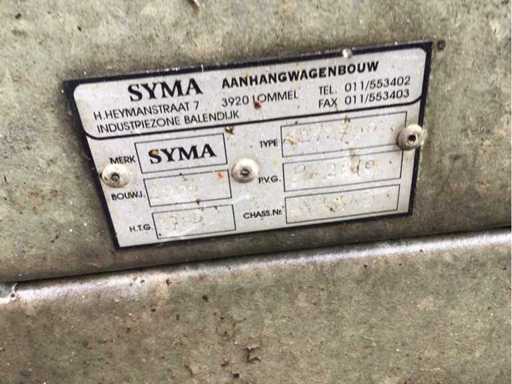 SYMA AANHANGWAGENBOUW
H.HEYMANSTRAAT 7 3920 LOMMEL TEL. 011/553402
INDUSTRIEZONE BALENDIJK FAX 011/553403
MERK SYMA TYPE
BOUWJ. P.V.G.
H.T.G. CHASS.Nr